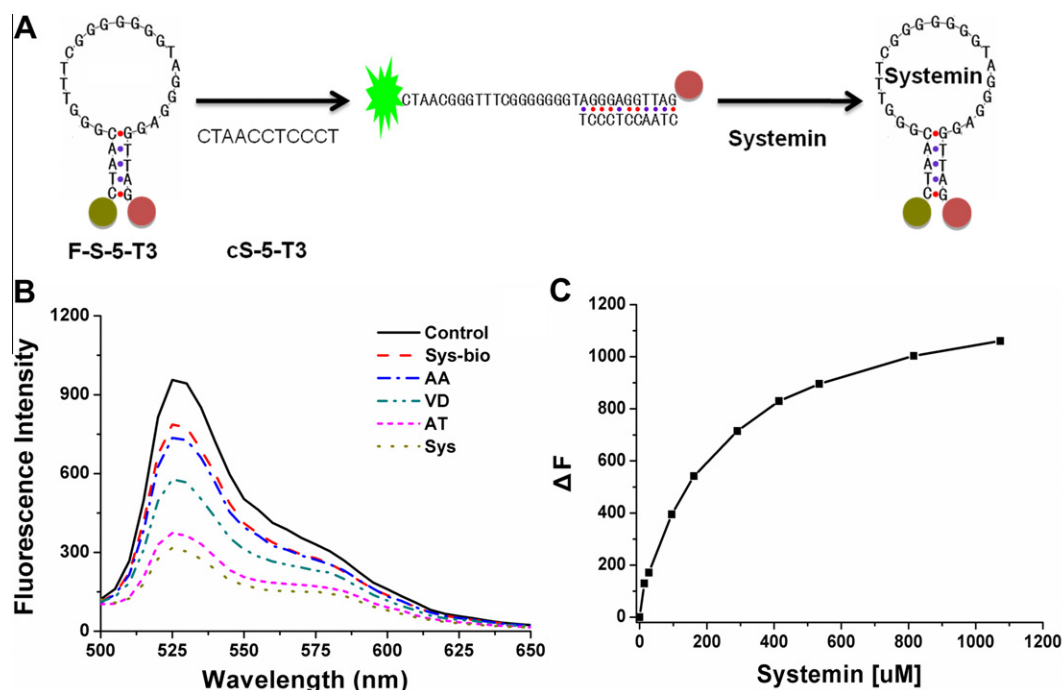 A
CTAACGGGTTTCGGGGGGGTAGGGAGGTTAG
F-S-5-T3
CTAACCTCCCT
cS-5-T3
CTAACGGGTTTCGGGGGGGTAGGGAGGTTAG
TCCCTCCAATC
Systemin
CTAACGGGTTTCGGGGGGGTAGGGAGGTTAG
Systemin
B
1200
900
600
300
0
Fluorescence Intensity
Control
Sys-bio
AA
VD
AT
Sys
500 525 550 575 600 625 650
Wavelength (nm)
C
1200
1000
800
600
400
200
0
ΔF
0 200 400 600 800 1000 1200
Systemin [uM]